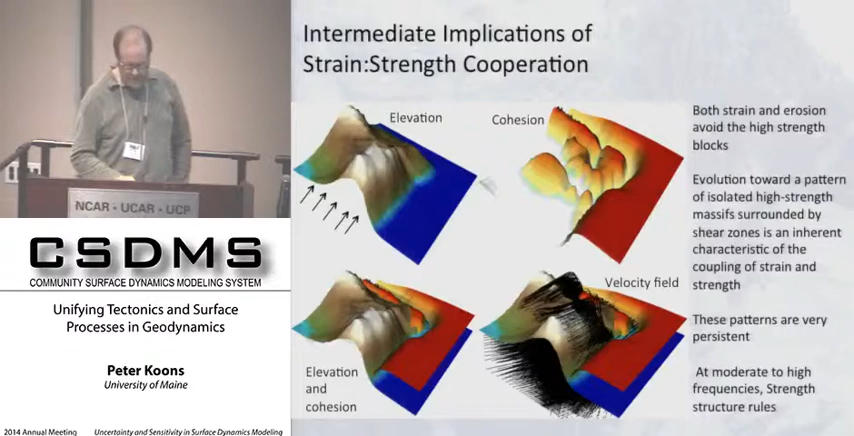 Intermediate Implications of
Strain:Strength Cooperation
Elevation
Cohesion
Elevation
and
cohesion
Velocity field
Both strain and erosion
avoid the high strength
blocks
Evolution toward a pattern
of isolated high-strength
massifs surrounded by
shear zones is an inherent
characteristic of the
coupling of strain and
strength
These patterns are very
persistent
At moderate to high
frequencies, Strength
structure rules
NCAR - UCAR - UCP
CSDMS
COMMUNITY SURFACE DYNAMICS MODELING SYSTEM
Unifying Tectonics and Surface
Processes in Geodynamics
Peter Koons
University of Maine
2014 Annual Meeting
Uncertainty and Sensitivity in Surface Dynamics Modeling